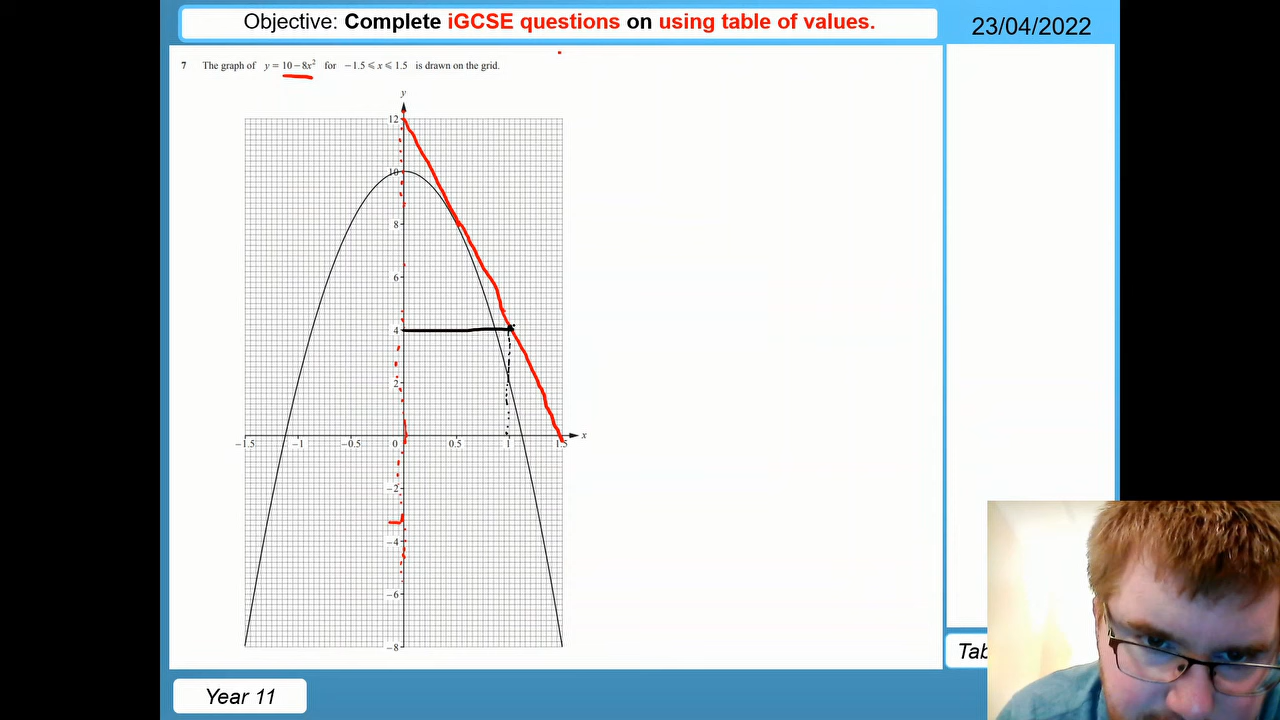 Objective: Complete iGCSE questions on using table of values.
23/04/2022
7 The graph of y = 10 − 8x² for −1.5 ⩽ x ⩽ 1.5 is drawn on the grid.
y
12
10
8
6
4
2
−1.5 −1 −0.5 0 0.5 1 1.5 x
−2
−4
−6
−8
Tab
Year 11